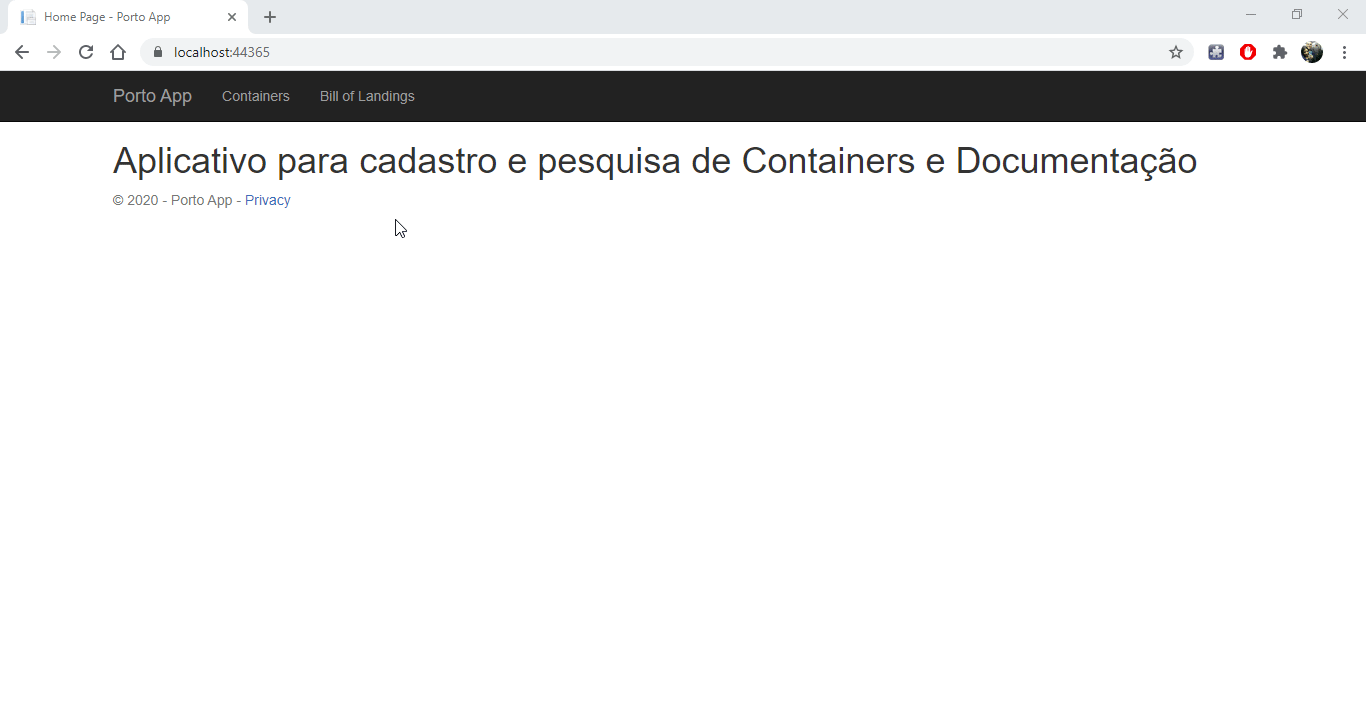 Home Page - Porto App
localhost:44365
Porto App Containers Bill of Landings
Aplicativo para cadastro e pesquisa de Containers e Documentação
© 2020 - Porto App - Privacy